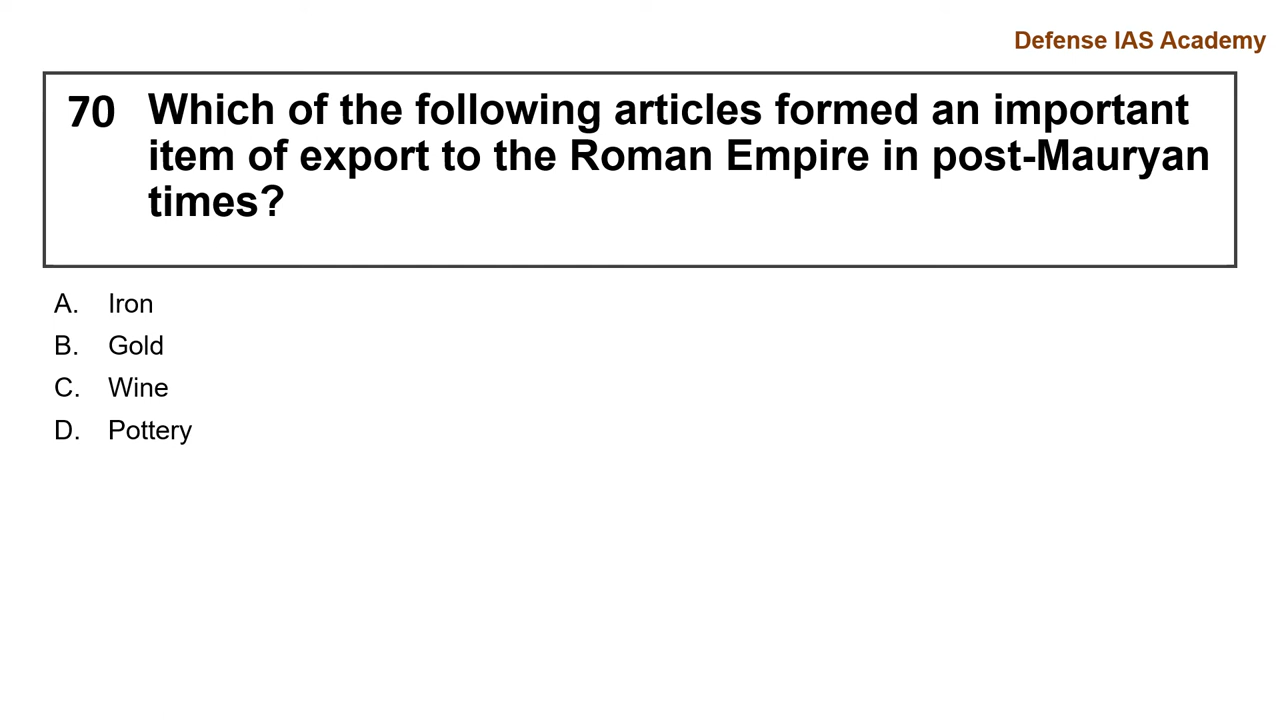 Defense IAS Academy
70 Which of the following articles formed an important
item of export to the Roman Empire in post-Mauryan
times?
A. Iron
B. Gold
C. Wine
D. Pottery